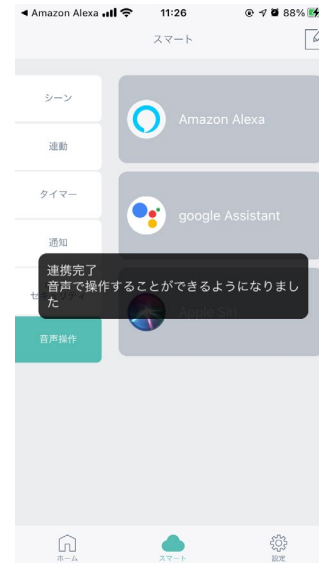 Amazon Alexa
11:26
88%
スマート
シーン
連動
タイマー
通知
音声操作
Amazon Alexa
google Assistant
Apple Siri
連携完了
音声で操作することができるようになりまし
た
ホーム
スマート
設定